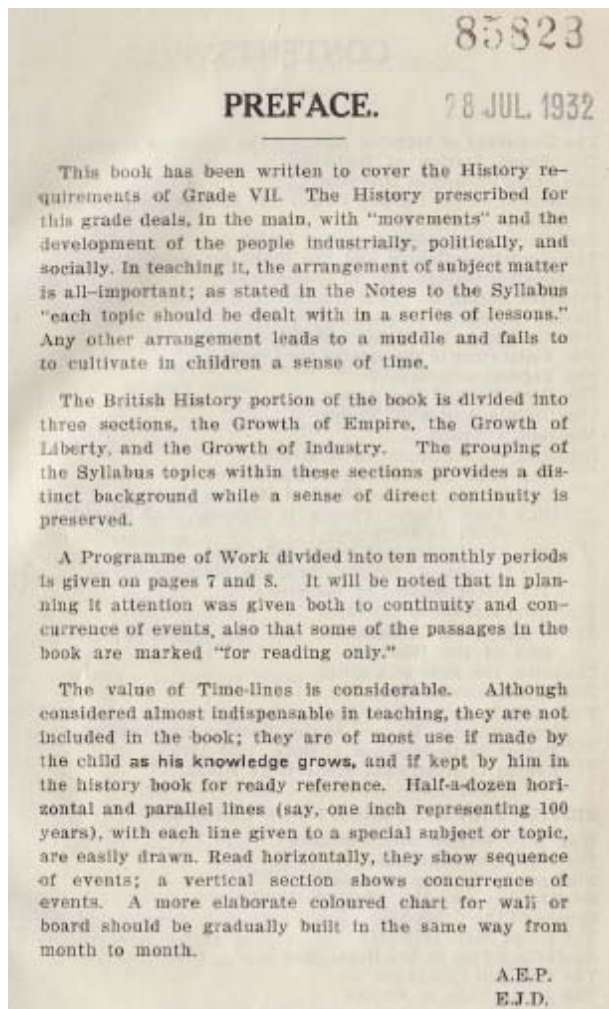 85823
PREFACE.
28 JUL. 1932
This book has been written to cover the History re-
quirements of Grade VII. The History prescribed for
this grade deals, in the main, with "movements" and the
development of the people industrially, politically, and
socially. In teaching it, the arrangement of subject matter
is all-important; as stated in the Notes to the Syllabus
"each topic should be dealt with in a series of lessons."
Any other arrangement leads to a muddle and fails to
to cultivate in children a sense of time.
The British History portion of the book is divided into
three sections, the Growth of Empire, the Growth of
Liberty, and the Growth of Industry. The grouping of
the Syllabus topics within these sections provides a dis-
tinct background while a sense of direct continuity is
preserved.
A Programme of Work divided into ten monthly periods
is given on pages 7 and 8. It will be noted that in plan-
ning it attention was given both to continuity and con-
currence of events, also that some of the passages in the
book are marked "for reading only."
The value of Time-lines is considerable. Although
considered almost indispensable in teaching, they are not
included in the book; they are of most use if made by
the child as his knowledge grows, and if kept by him in
the history book for ready reference. Half-a-dozen hori-
zontal and parallel lines (say, one inch representing 100
years), with each line given to a special subject or topic,
are easily drawn. Read horizontally, they show sequence
of events; a vertical section shows concurrence of
events. A more elaborate coloured chart for wall or
board should be gradually built in the same way from
month to month.
A.E.P.
E.J.D.